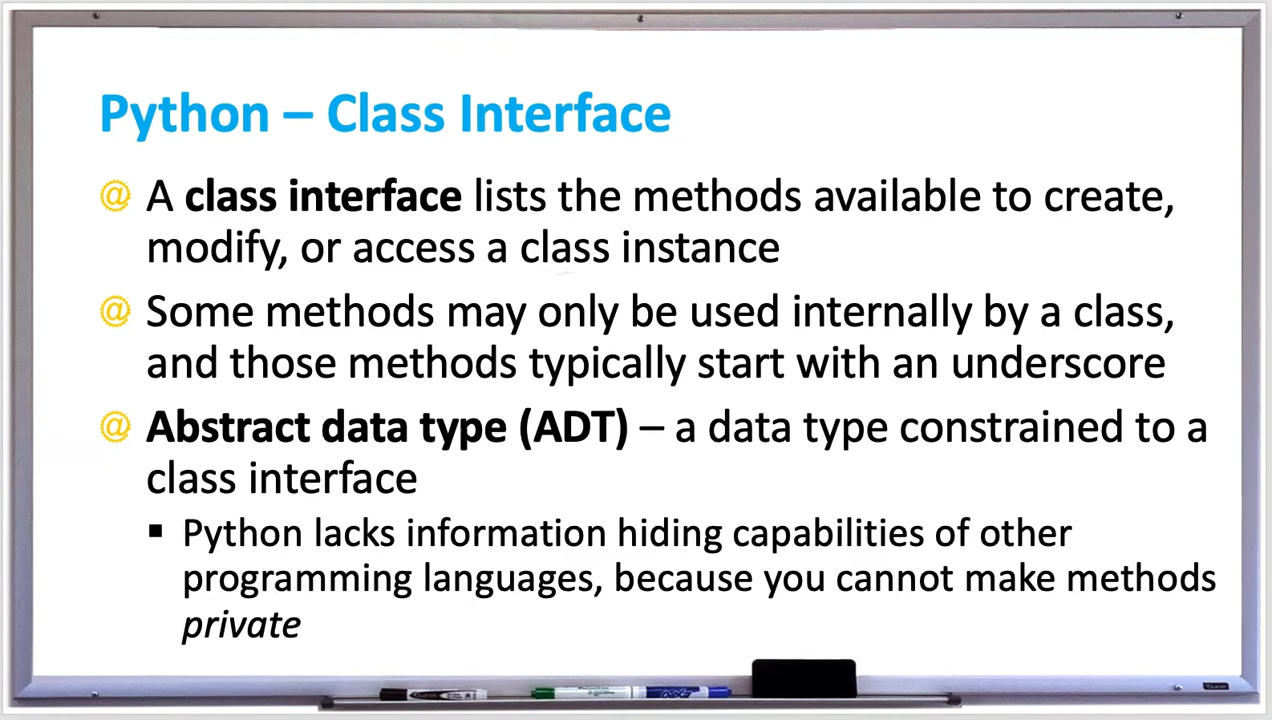 Python – Class Interface
@ A class interface lists the methods available to create,
modify, or access a class instance
@ Some methods may only be used internally by a class,
and those methods typically start with an underscore
@ Abstract data type (ADT) – a data type constrained to a
class interface
▪ Python lacks information hiding capabilities of other
programming languages, because you cannot make methods
private